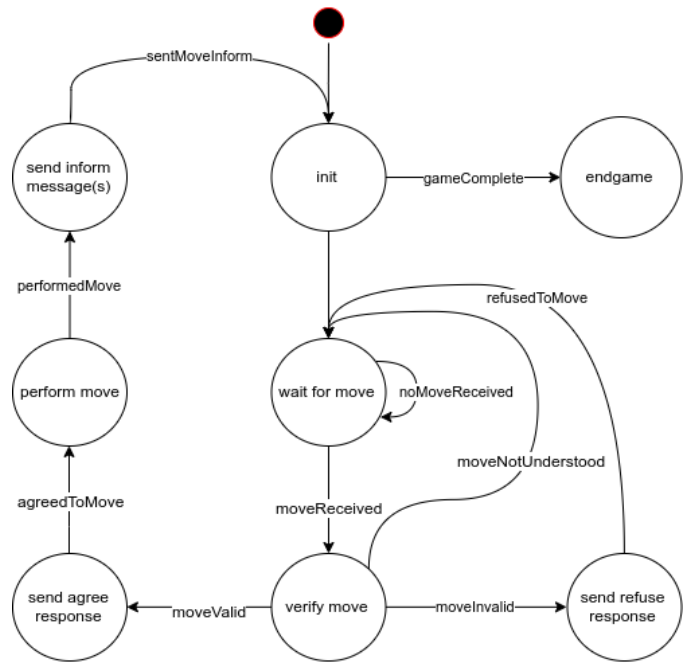 sentMoveInform
send inform
message(s)
init
gameComplete
endgame
performedMove
refusedToMove
perform move
wait for move
noMoveReceived
moveNotUnderstood
agreedToMove
moveReceived
send agree
response
moveValid
verify move
moveInvalid
send refuse
response